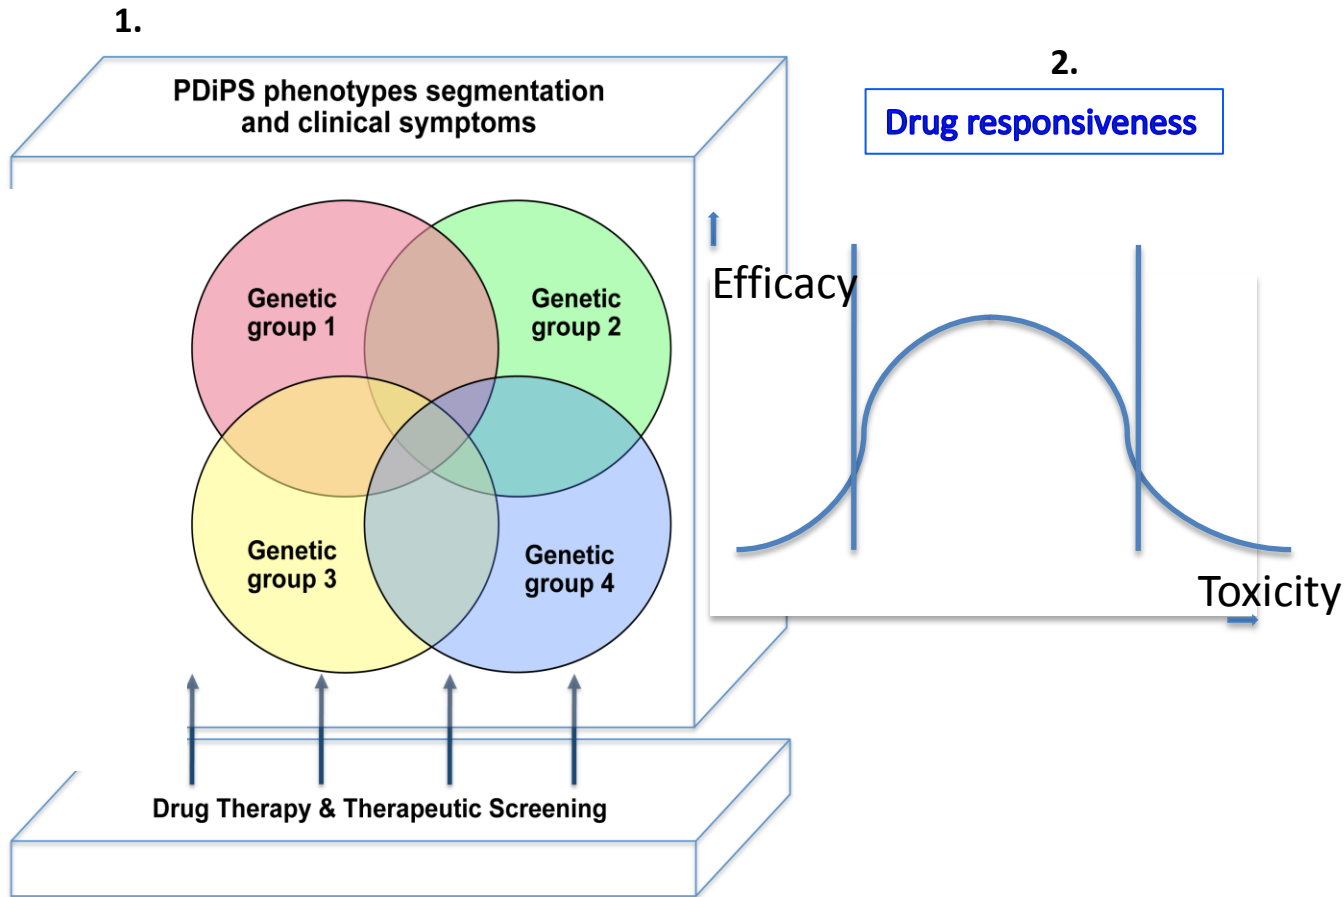 1.
PDiPS phenotypes segmentation
and clinical symptoms
Genetic
group 1
Genetic
group 2
Genetic
group 3
Genetic
group 4
Drug Therapy & Therapeutic Screening
2.
Drug responsiveness
Efficacy
Toxicity